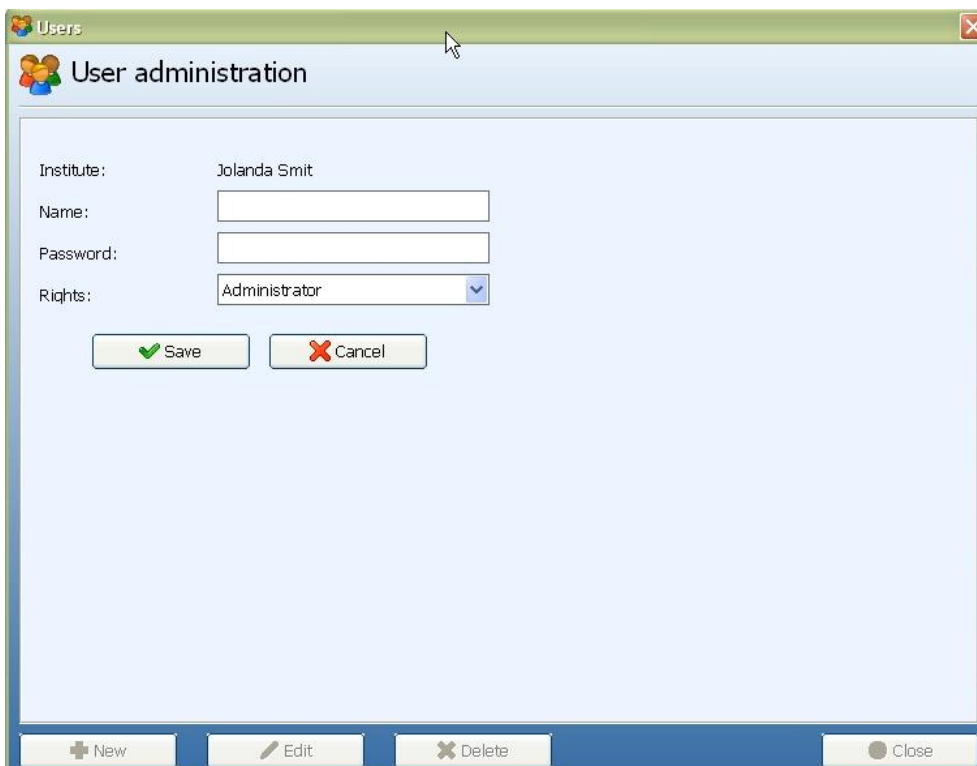 Users
User administration
Institute: Jolanda Smit
Name:
Password:
Rights: Administrator
Save Cancel
New Edit Delete Close